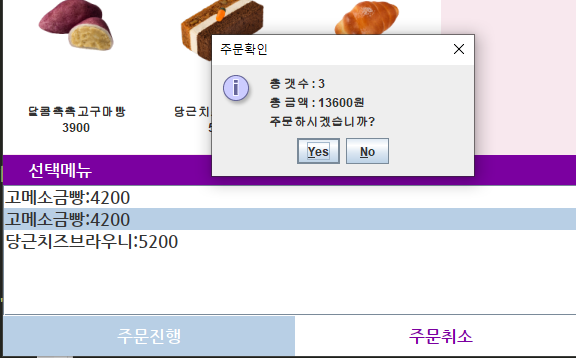 주문확인
총 갯수 : 3
총 금액 : 13600원
주문하시겠습니까?
Yes No
달콤촉촉고구마빵
3900
당근치
5
선택메뉴
고메소금빵:4200
고메소금빵:4200
당근치즈브라우니:5200
주문진행 주문취소